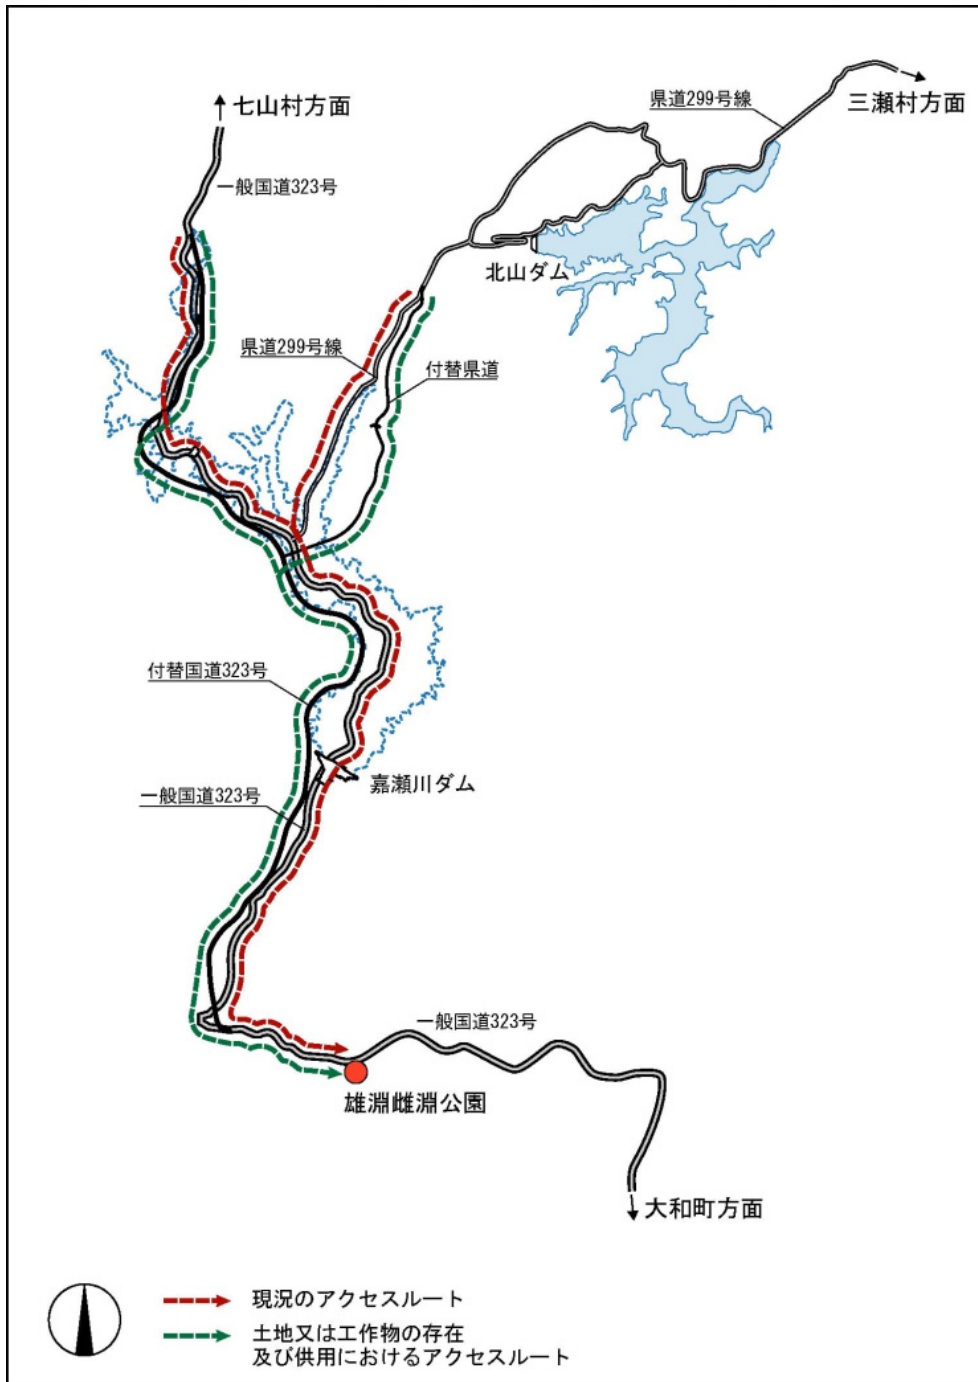 県道299号線
三瀬村方面
七山村方面
一般国道323号
北山ダム
県道299号線
付替県道
付替国道323号
嘉瀬川ダム
一般国道323号
一般国道323号
雄淵雌淵公園
大和町方面
現況のアクセスルート
土地又は工作物の存在
及び供用におけるアクセスルート